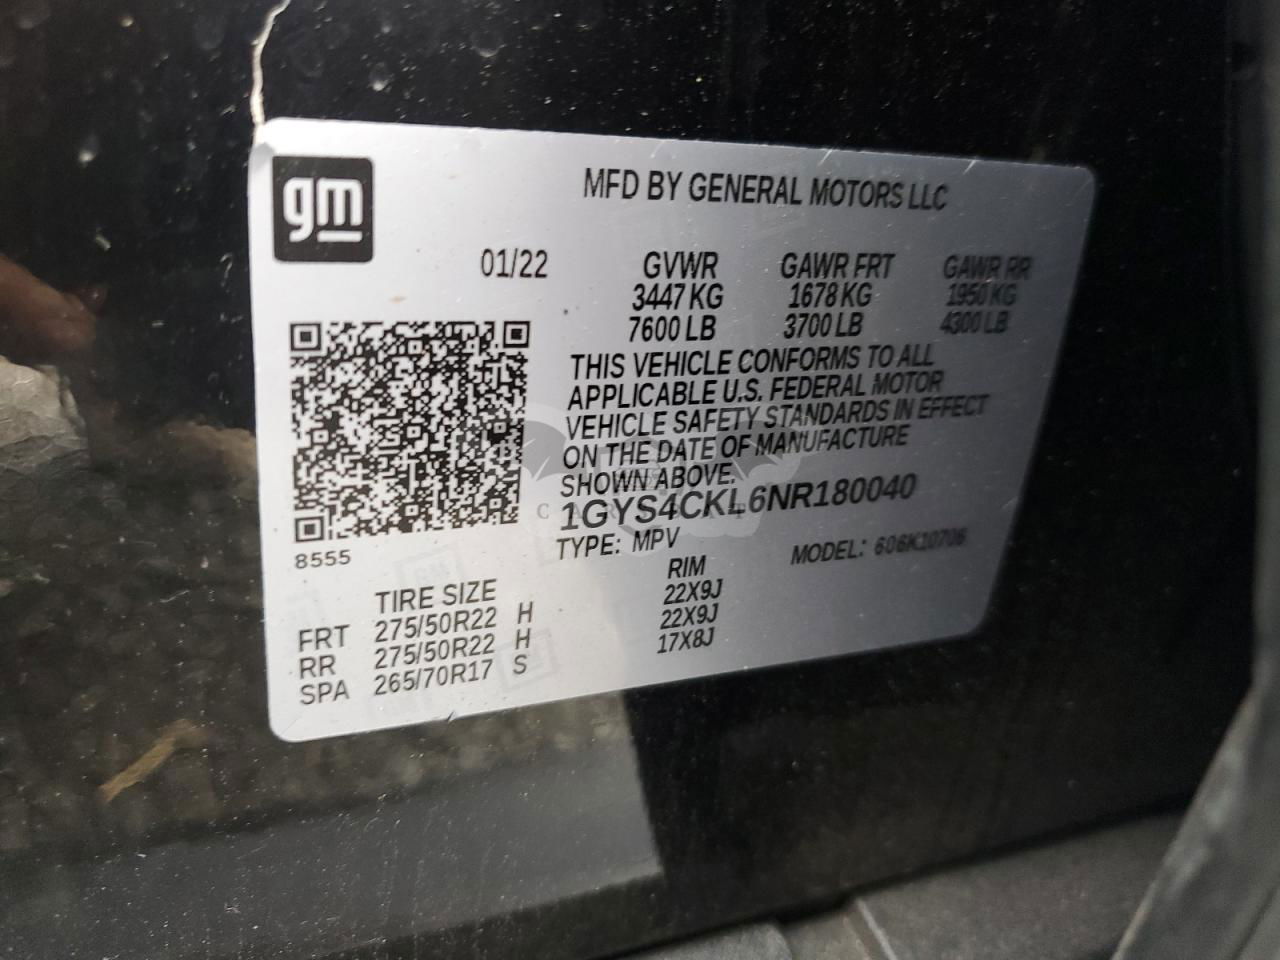 gm
MFD BY GENERAL MOTORS LLC
01/22 GVWR GAWR FRT GAWR RR
3447 KG 1678 KG 1950 KG
7600 LB 3700 LB 4300 LB
THIS VEHICLE CONFORMS TO ALL
APPLICABLE U.S. FEDERAL MOTOR
VEHICLE SAFETY STANDARDS IN EFFECT
ON THE DATE OF MANUFACTURE
SHOWN ABOVE.
1GYS4CKL6NR180040
TYPE: MPV MODEL: 606K10706
8555
TIRE SIZE RIM
FRT 275/50R22 H 22X9J
RR 275/50R22 H 22X9J
SPA 265/70R17 S 17X8J